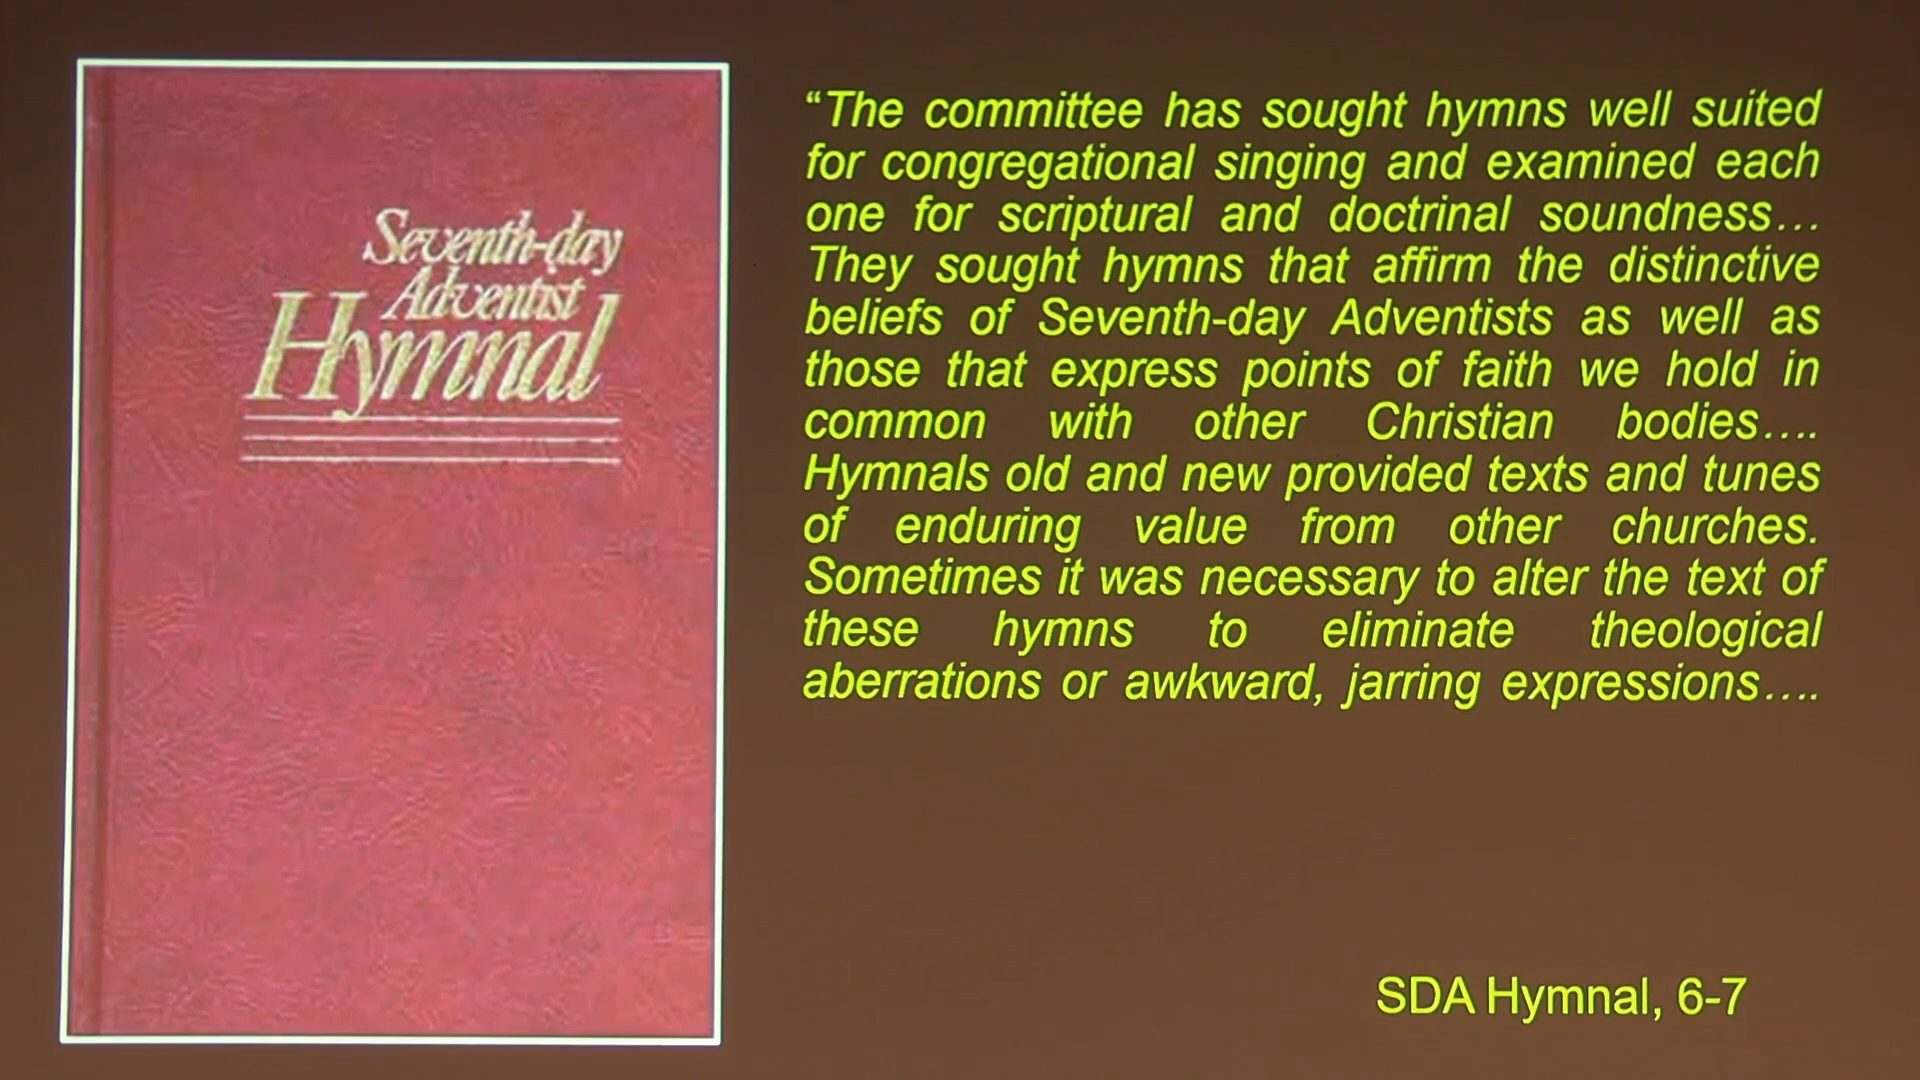 Seventh-day
Adventist
Hymnal
“The committee has sought hymns well suited
for congregational singing and examined each
one for scriptural and doctrinal soundness…
They sought hymns that affirm the distinctive
beliefs of Seventh-day Adventists as well as
those that express points of faith we hold in
common with other Christian bodies….
Hymnals old and new provided texts and tunes
of enduring value from other churches.
Sometimes it was necessary to alter the text of
these hymns to eliminate theological
aberrations or awkward, jarring expressions….
SDA Hymnal, 6-7